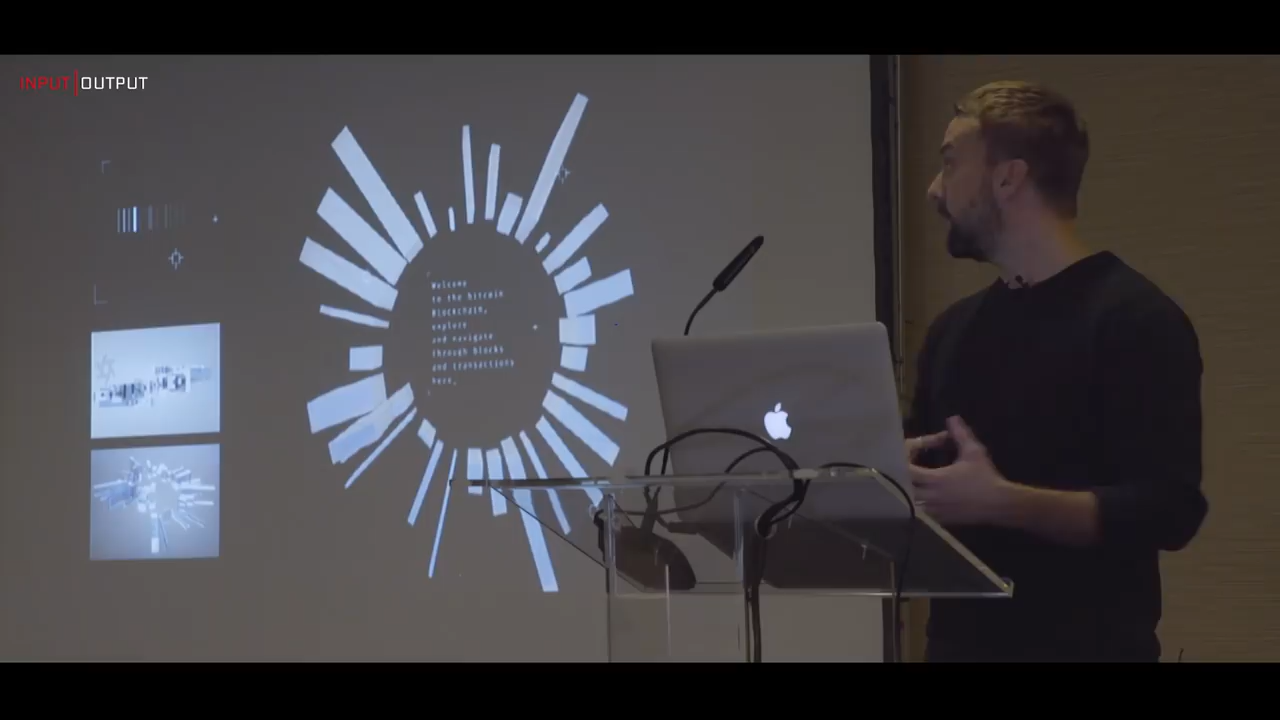 INPUT|OUTPUT
Welcome
to the bitcoin
Blockchain,
explore
and navigate
through blocks
and transactions
here.